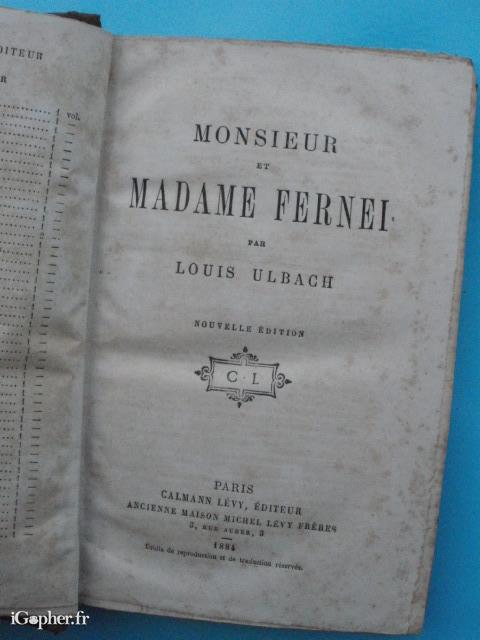 DITEUR
R
1 vol.
MONSIEUR
ET
MADAME FERNEL
PAR
LOUIS ULBACH
NOUVELLE ÉDITION
C. L
PARIS
CALMANN LÉVY, ÉDITEUR
ANCIENNE MAISON MICHEL LÉVY FRÈRES
3, RUE AUBER, 3
1884
Droits de reproduction et de traduction réservés.
iGopher.fr